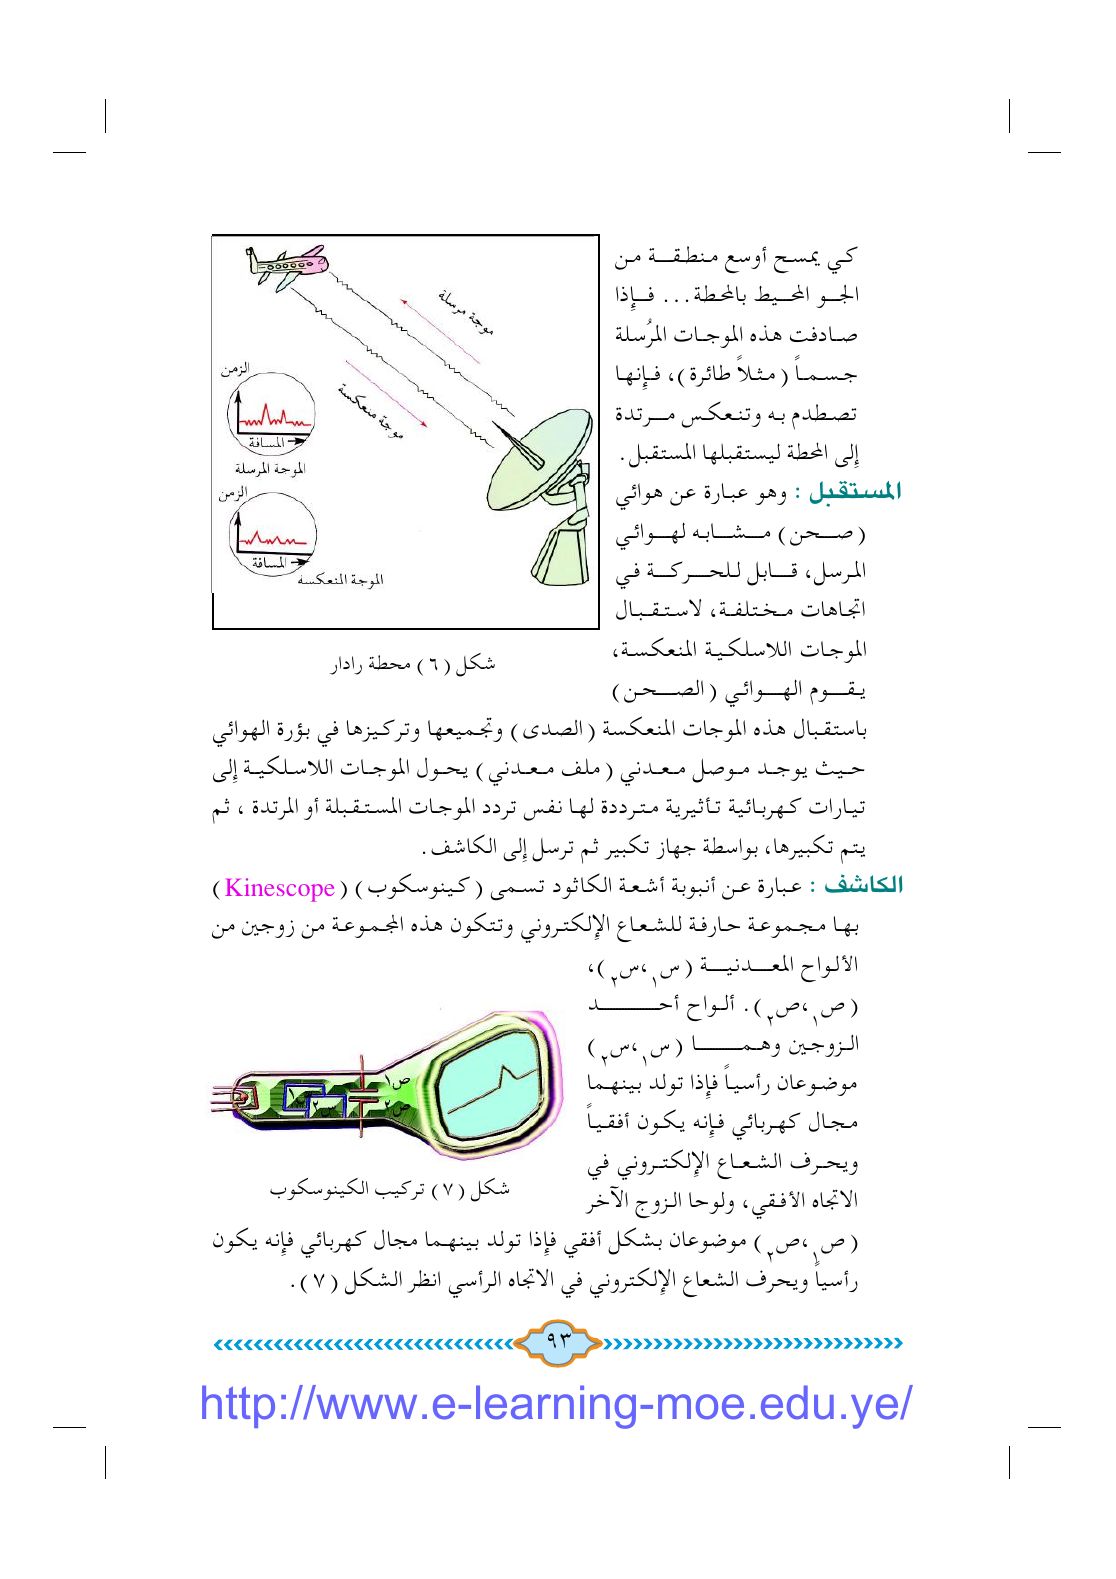 كي يمسح أوسع منطقة من
الجو المحيط بالمحطة... فإذا
صادفت هذه الموجات المرُسلة
جسماً (مثلاً طائرة)، فإنها
تصطدم به وتنعكس مرتدة
إلى المحطة ليستقبلها المستقبل.
المستقبل : وهو عبارة عن هوائي
(صحن) مشابه لهوائي
المرسل، قابل للحركة في
اتجاهات مختلفة، لاستقبال
الموجات اللاسلكية المنعكسة،
يقوم الهوائي (الصحن)
موجة مرسلة
موجة منعكسة
الزمن
المسافة
الموجة المرسلة
الزمن
المسافة
الموجة المنعكسة
شكل (٦) محطة رادار
باستقبال هذه الموجات المنعكسة (الصدى) وتجميعها وتركيزها في بؤرة الهوائي
حيث يوجد موصل معدني (ملف معدني) يحول الموجات اللاسلكية إلى
تيارات كهربائية تأثيرية مترددة لها نفس تردد الموجات المستقبلة أو المرتدة ، ثم
يتم تكبيرها، بواسطة جهاز تكبير ثم ترسل إلى الكاشف.
الكاشف : عبارة عن أنبوبة أشعة الكاثود تسمى (كينوسكوب) (Kinescope)
بها مجموعة حارفة للشعاع الإلكتروني وتتكون هذه المجموعة من زوجين من
الألواح المعدنية (س١،س٢)،
(ص١،ص٢). ألواح أحد
الزوجين وهما (س١،س٢)
موضوعان رأسياً فإذا تولد بينهما
مجال كهربائي فإنه يكون أفقياً
ويحرف الشعاع الإلكتروني في
الاتجاه الأفقي، ولوحا الزوج الآخر
ص١
ص٢
س١
س٢
شكل (٧) تركيب الكينوسكوب
(ص١،ص٢) موضوعان بشكل أفقي فإذا تولد بينهما مجال كهربائي فإنه يكون
رأسياً ويحرف الشعاع الإلكتروني في الاتجاه الرأسي انظر الشكل (٧).
٩٣
http://www.e-learning-moe.edu.ye/